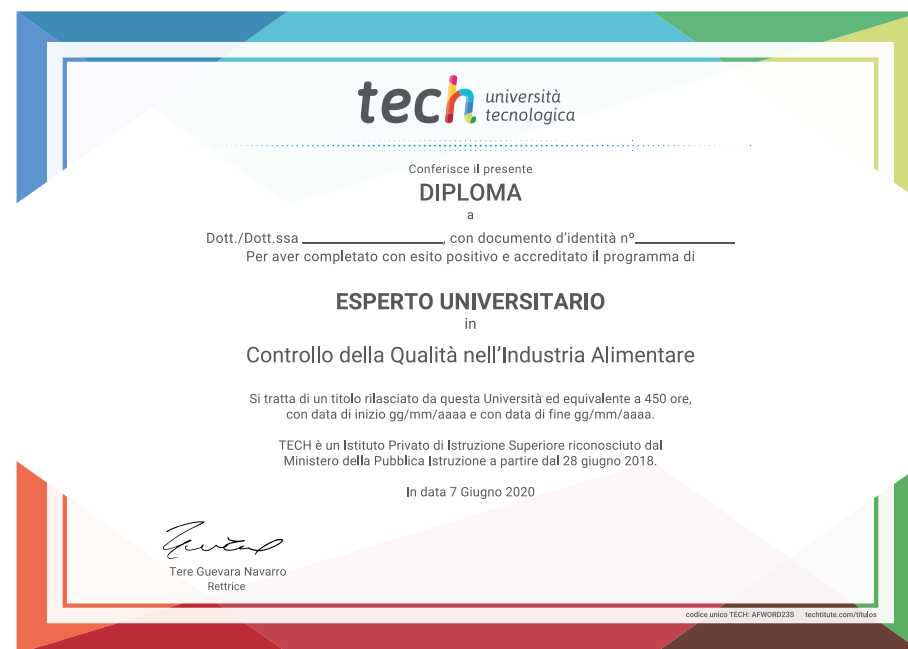 tech università
tecnologica
Conferisce il presente
DIPLOMA
a
Dott./Dott.ssa ____________________, con documento d'identità nº______________
Per aver completato con esito positivo e accreditato il programma di
ESPERTO UNIVERSITARIO
in
Controllo della Qualità nell'Industria Alimentare
Si tratta di un titolo rilasciato da questa Università ed equivalente a 450 ore,
con data di inizio gg/mm/aaaa e con data di fine gg/mm/aaaa.
TECH è un Istituto Privato di Istruzione Superiore riconosciuto dal
Ministero della Pubblica Istruzione a partire dal 28 giugno 2018.
In data 7 Giugno 2020
Tere Guevara Navarro
Rettrice
codice unico TECH: AFWORD23S techtitute.com/títulos